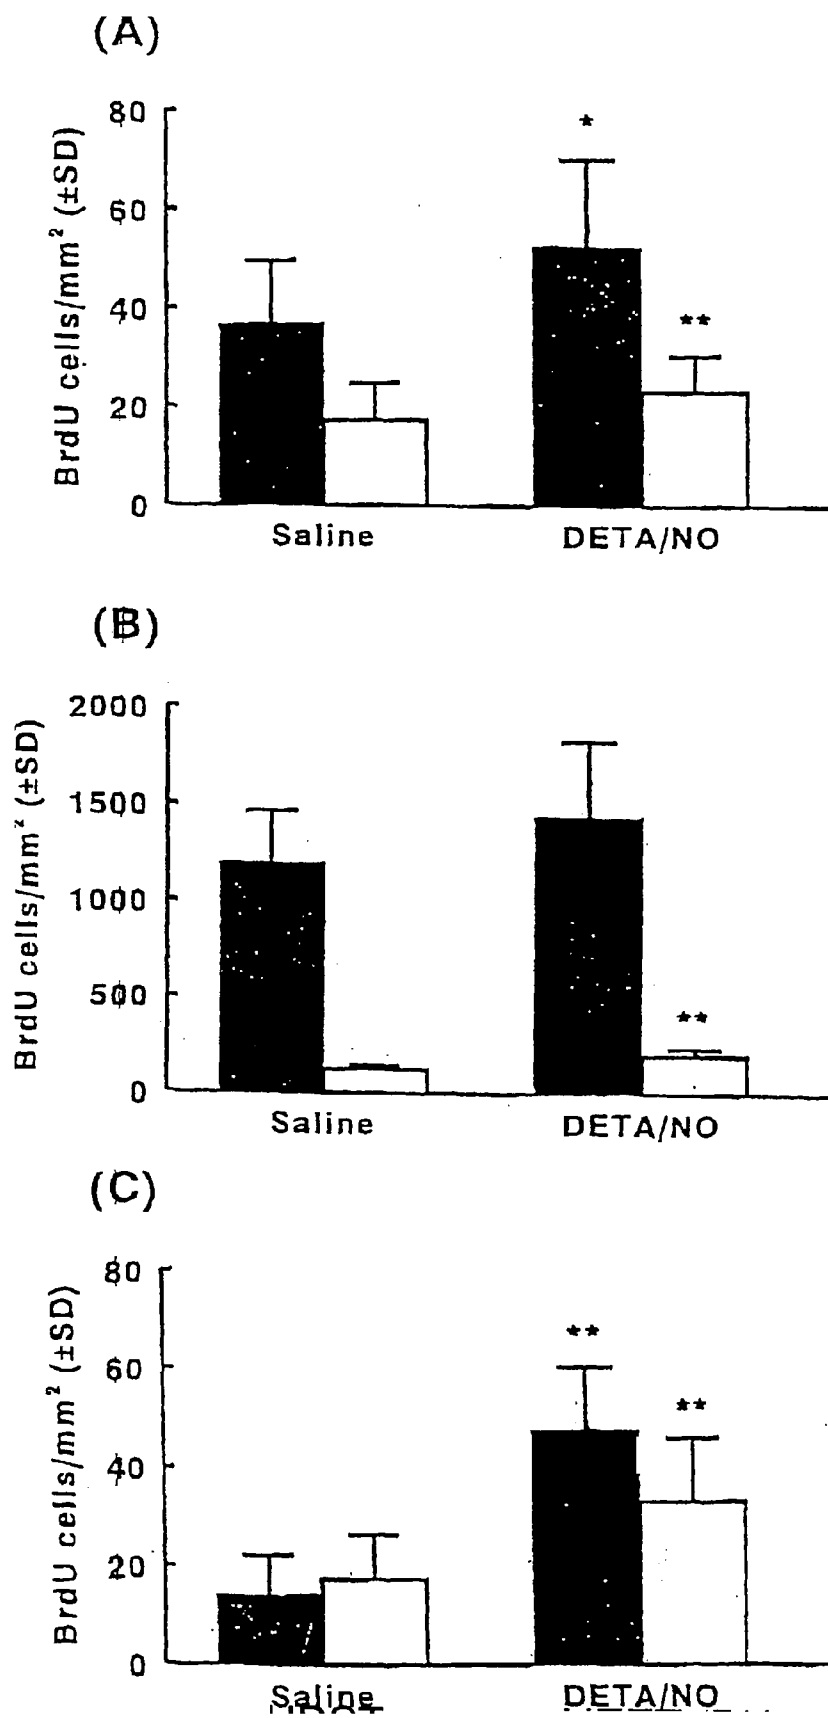 (A)
BrdU cells/mm² (±SD)
80
60
40
20
0
*
**
Saline DETA/NO
(B)
BrdU cells/mm² (±SD)
2000
1500
1000
500
0
**
Saline DETA/NO
(C)
BrdU cells/mm² (±SD)
80
60
40
20
0
**
**
Saline DETA/NO